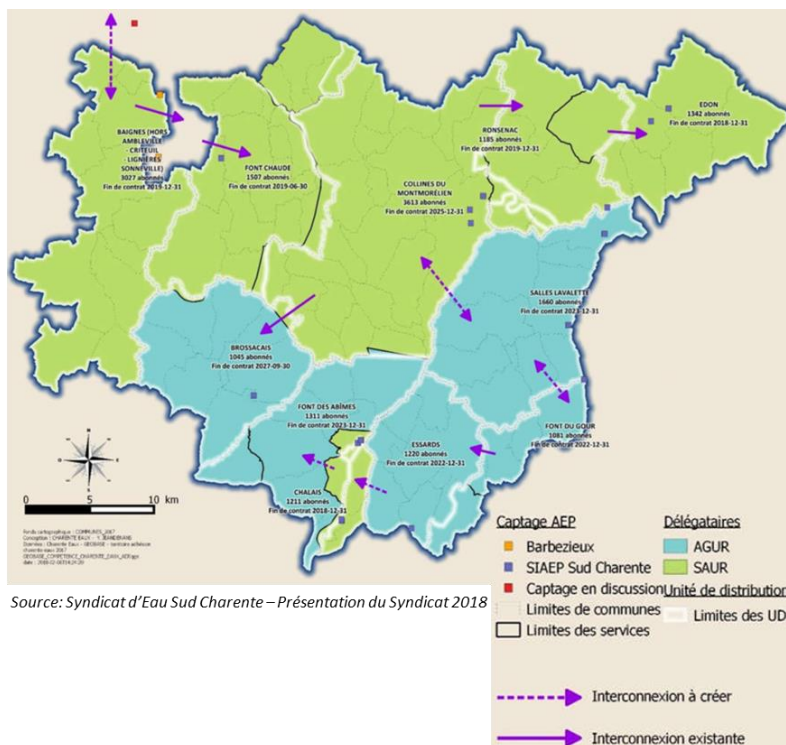 BAIGNES (HORS
AMBLEVILLE
- CRITEUIL
- LIGNIÈRES
SONNEVILLE)
3027 abonnés
Fin de contrat 2019-12-31
FONT CHAUDE
1507 abonnés
Fin de contrat 2019-06-30
COLLINES DU
MONTMORÉLIEN
3613 abonnés
Fin de contrat 2025-12-31
RONSENAC
1185 abonnés
Fin de contrat 2019-12-31
EDON
1342 abonnés
Fin de contrat 2018-12-31
SALLES LAVALETTE
1660 abonnés
Fin de contrat 2023-12-31
BROSSACAIS
1045 abonnés
Fin de contrat 2027-09-30
FONT DES ABÎMES
1311 abonnés
Fin de contrat 2023-12-31
ESSARDS
1220 abonnés
Fin de contrat 2022-12-31
FONT DU GOUR
1081 abonnés
Fin de contrat 2022-12-31
CHALAIS
1211 abonnés
Fin de contrat 2018-12-31
0 5 10 km
Source: Syndicat d’Eau Sud Charente – Présentation du Syndicat 2018
Captage AEP
Barbezieux
SIAEP Sud Charente
Captage en discussion
Limites de communes
Limites des services
Délégataires
AGUR
SAUR
Unité de distribution
Limites des UD
Interconnexion à créer
Interconnexion existante